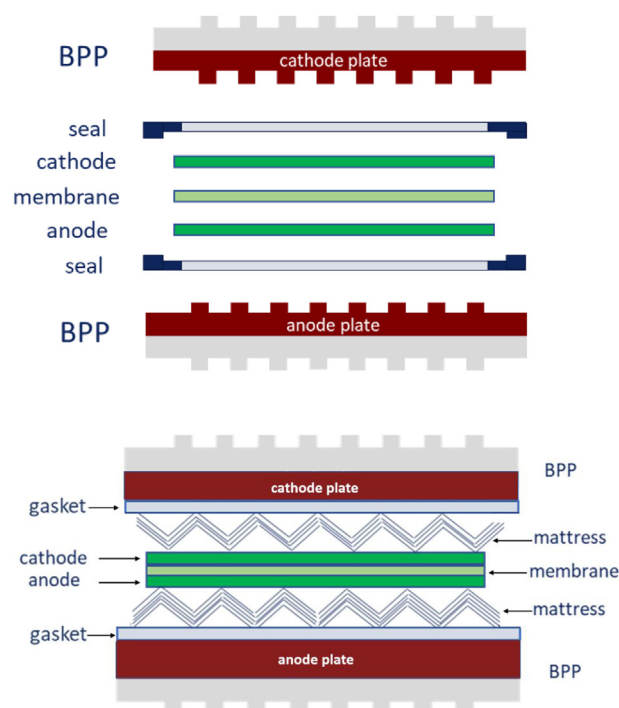 BPP
cathode plate
seal
cathode
membrane
anode
seal
BPP
anode plate
BPP
cathode plate
gasket
mattress
cathode
membrane
anode
mattress
gasket
anode plate
BPP